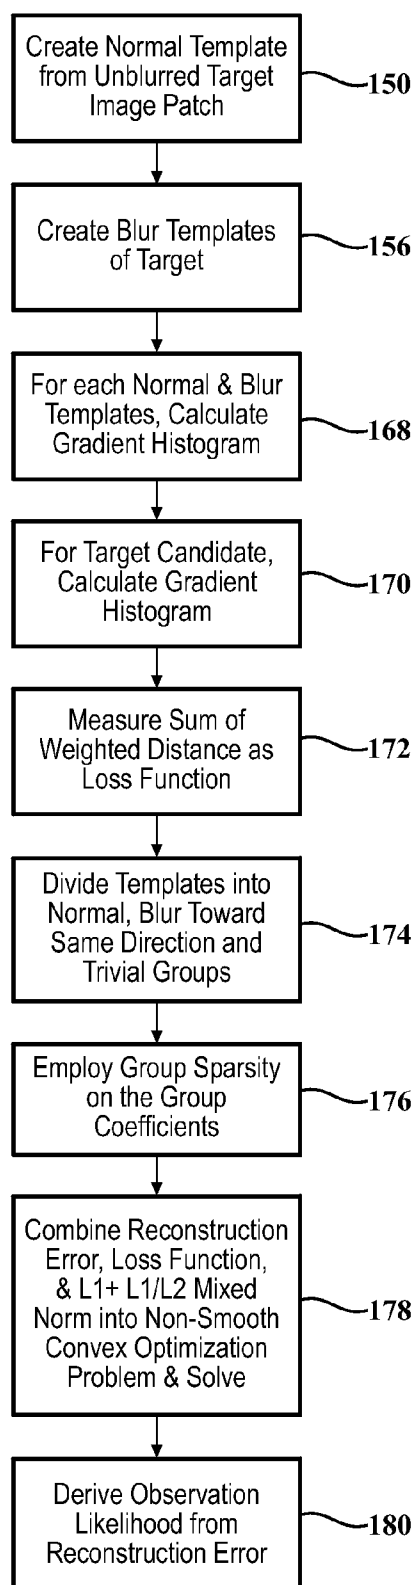 Create Normal Template
from Unblurred Target
Image Patch
150
Create Blur Templates
of Target
156
For each Normal & Blur
Templates, Calculate
Gradient Histogram
168
For Target Candidate,
Calculate Gradient
Histogram
170
Measure Sum of
Weighted Distance as
Loss Function
172
Divide Templates into
Normal, Blur Toward
Same Direction and
Trivial Groups
174
Employ Group Sparsity
on the Group
Coefficients
176
Combine Reconstruction
Error, Loss Function,
& L1+ L1/L2 Mixed
Norm into Non-Smooth
Convex Optimization
Problem & Solve
178
Derive Observation
Likelihood from
Reconstruction Error
180